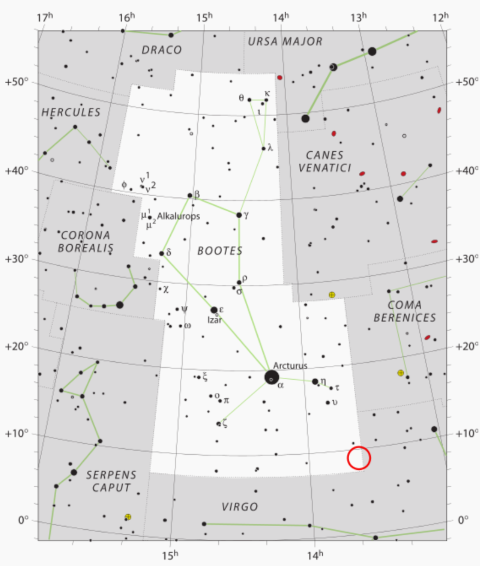 17h 16h 15h 14h 13h 12h
URSA MAJOR
DRACO
+50° +50°
θ κ
ι
HERCULES
λ
CANES
VENATICI
+40° +40°
ν1
φ ν2
β
μ1 Alkalurops
μ2
γ
CORONA
BOREALIS
BOOTES
δ
+30° +30°
ρ
χ σ
COMA
BERENICES
ψ ε
Izar
ω
+20° +20°
Arcturus
ξ
α η τ
ο π
υ
ζ
+10° +10°
SERPENS
CAPUT
VIRGO
0° 0°
15h 14h